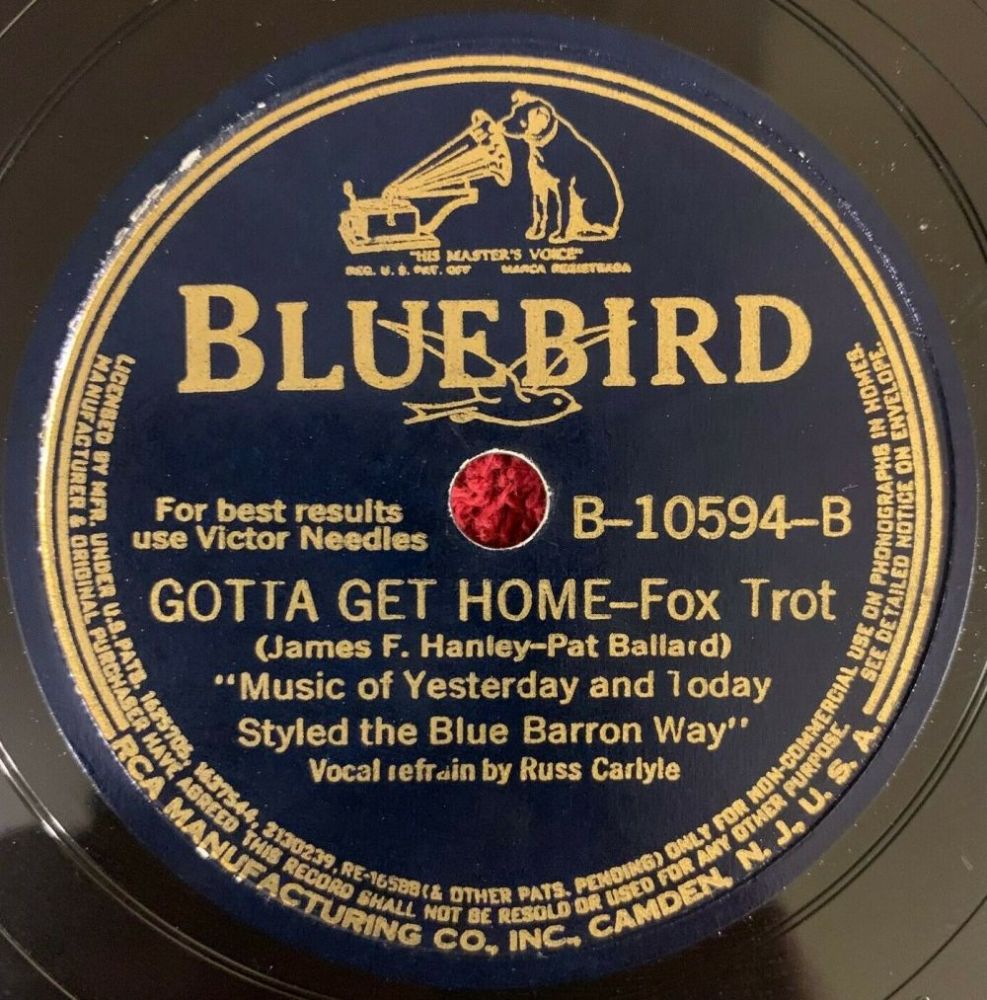 "HIS MASTER'S VOICE"
REG. U. S. PAT. OFF MARCA REGISTRADA
BLUEBIRD
For best results
use Victor Needles
B-10594-B
GOTTA GET HOME-Fox Trot
(James F. Hanley-Pat Ballard)
"Music of Yesterday and Today
Styled the Blue Barron Way"
Vocal refrain by Russ Carlyle
LICENSED BY MFR. UNDER U.S. PATS. 1625705, 1637544, 2130239, RE-16588 (& OTHER PATS. PENDING) ONLY FOR NON-COMMERCIAL USE ON PHONOGRAPHS IN HOMES.
MANUFACTURER & ORIGINAL PURCHASER HAVE AGREED THIS RECORD SHALL NOT BE RESOLD OR USED FOR ANY OTHER PURPOSE SEE DETAILED NOTICE ON ENVELOPE.
RCA MANUFACTURING CO., INC., CAMDEN, N. J., U. S. A.